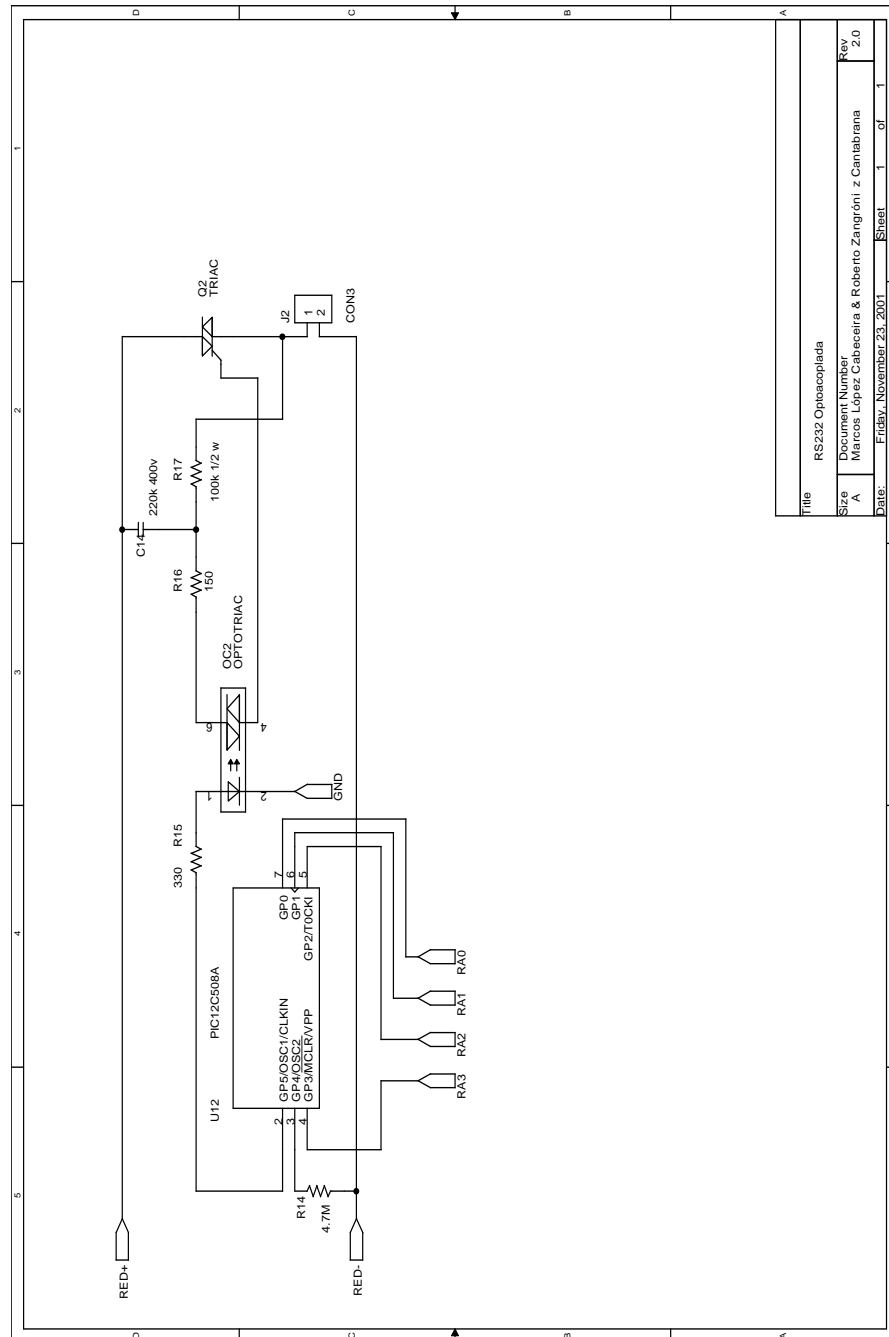 5
4
3
2
1
D
C
B
A
D
C
B
A
RED+
RED-
R14
4.7M
U12
PIC12C508A
GP5/OSC1/CLKIN
GP4/OSC2
GP3/MCLR/VPP
2
3
4
GP0
GP1
GP2/T0CKI
7
6
5
RA3
RA2
RA1
RA0
R15
330
1
2
GND
6
4
OC2
OPTOTRIAC
R16
150
C14
220k 400v
R17
100k 1/2 w
Q2
TRIAC
J2
1
2
CON3
Title
RS232 Optoacoplada
Size
A
Document Number
Marcos López Cabeceira & Roberto Zangróni z Cantabrana
Rev
2.0
Date:
Friday, November 23, 2001
Sheet
1
of
1